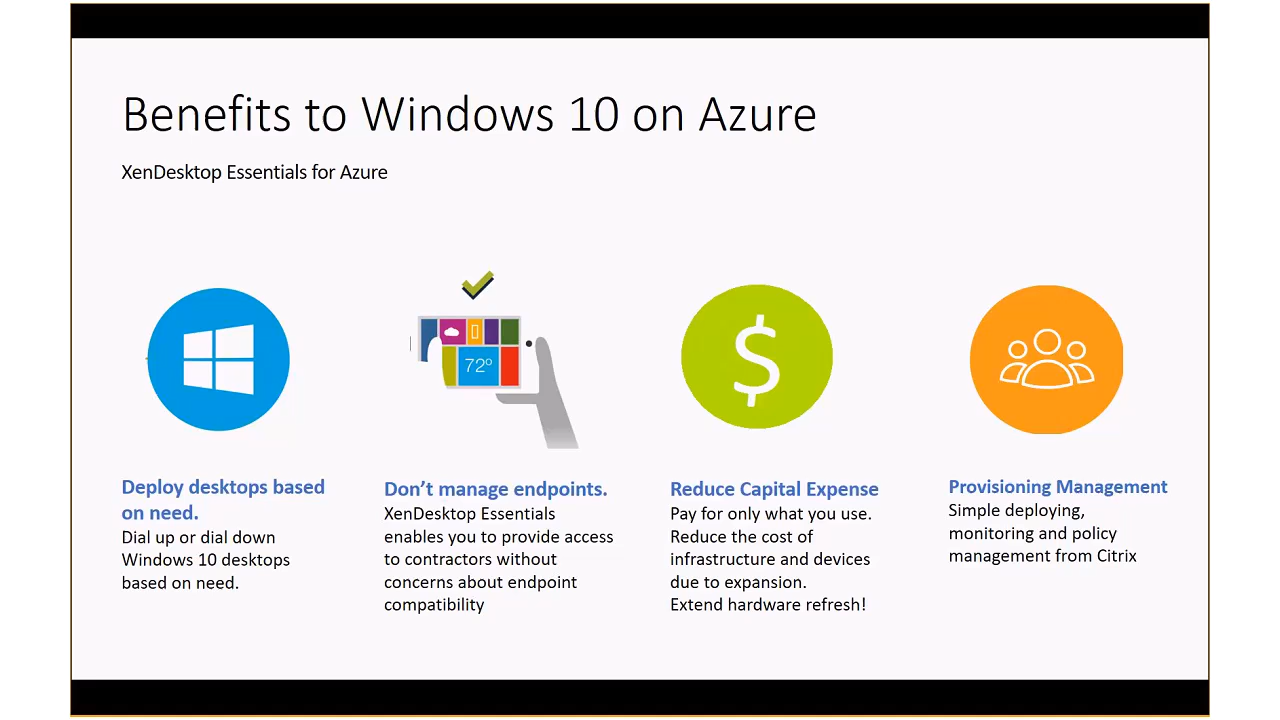 Benefits to Windows 10 on Azure
XenDesktop Essentials for Azure
72º
$
Deploy desktops based
on need.
Dial up or dial down
Windows 10 desktops
based on need.
Don’t manage endpoints.
XenDesktop Essentials
enables you to provide access
to contractors without
concerns about endpoint
compatibility
Reduce Capital Expense
Pay for only what you use.
Reduce the cost of
infrastructure and devices
due to expansion.
Extend hardware refresh!
Provisioning Management
Simple deploying,
monitoring and policy
management from Citrix